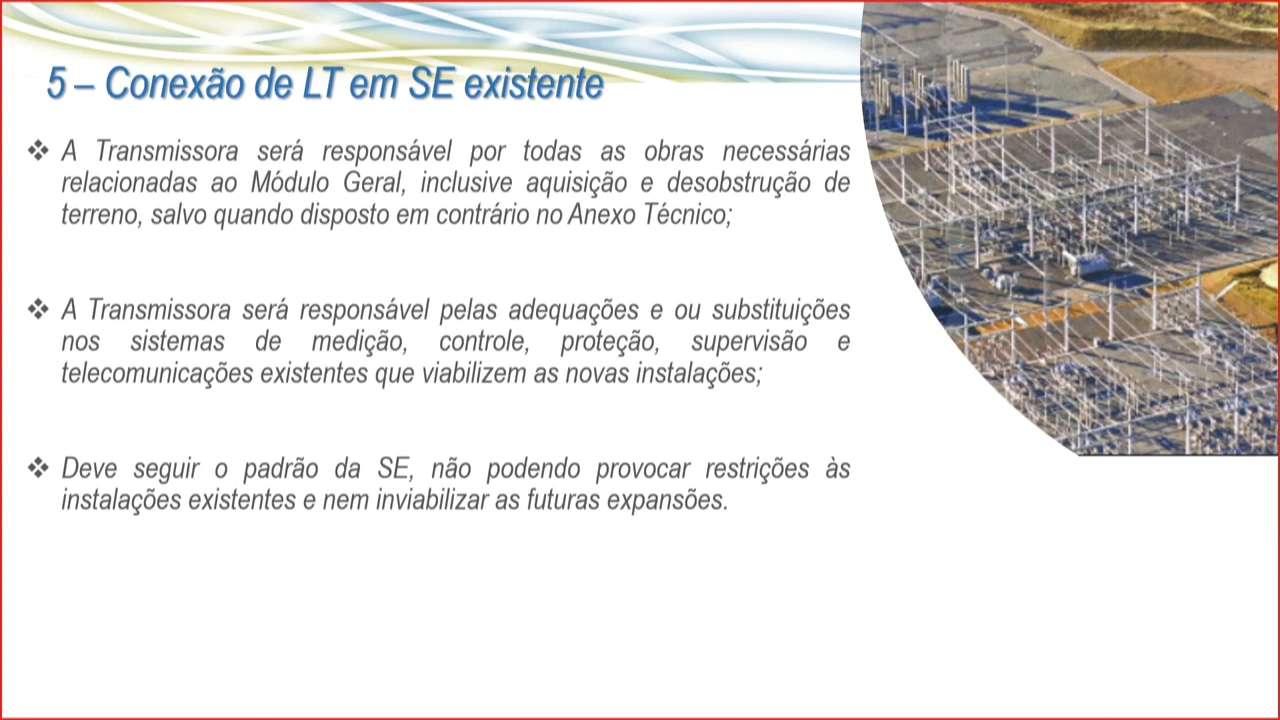 5 – Conexão de LT em SE existente
❖ A Transmissora será responsável por todas as obras necessárias
relacionadas ao Módulo Geral, inclusive aquisição e desobstrução de
terreno, salvo quando disposto em contrário no Anexo Técnico;
❖ A Transmissora será responsável pelas adequações e ou substituições
nos sistemas de medição, controle, proteção, supervisão e
telecomunicações existentes que viabilizem as novas instalações;
❖ Deve seguir o padrão da SE, não podendo provocar restrições às
instalações existentes e nem inviabilizar as futuras expansões.